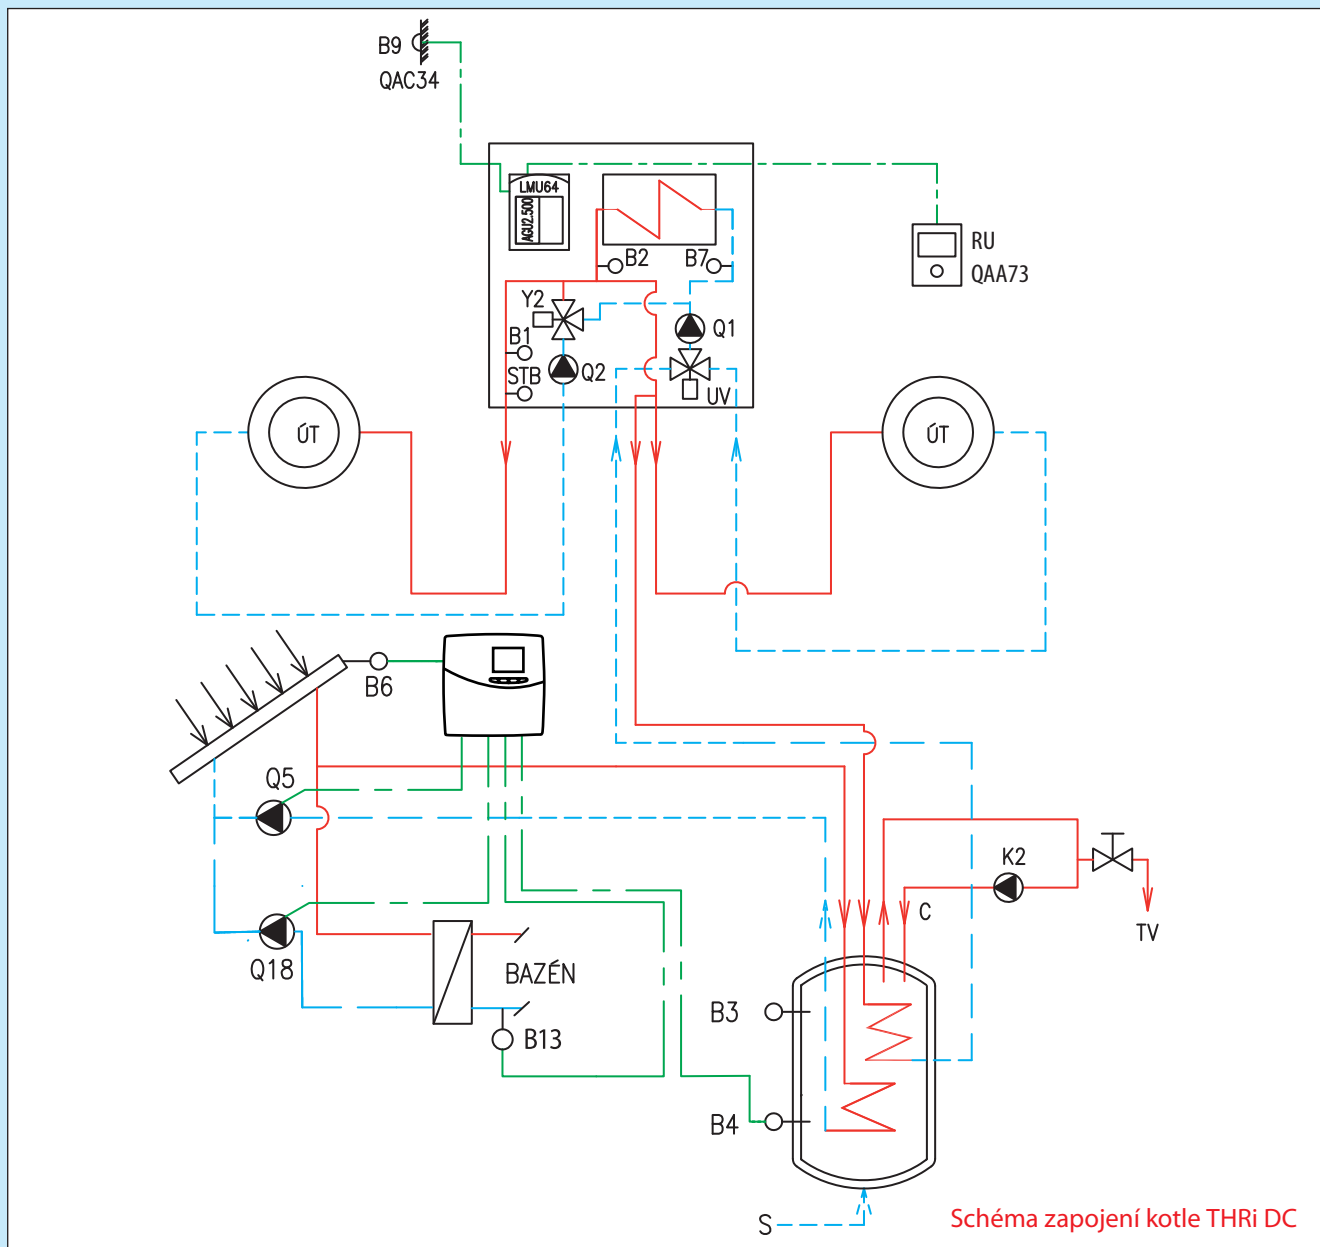 B9
QAC34
LMU64
AGU2.500
RU
QAA73
B2
B7
Y2
Q1
B1
STB
Q2
UV
ÚT
ÚT
B6
Q5
K2
C
TV
Q18
BAZÉN
B3
B13
B4
S
Schéma zapojení kotle THRi DC